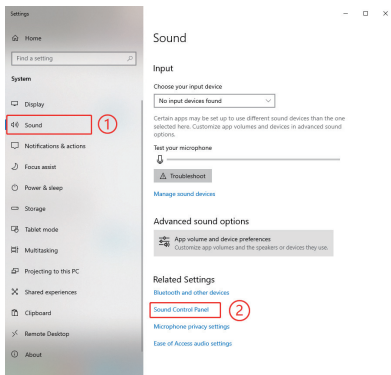 Settings
Home
Find a setting
System
Display
Sound
1
Notifications & actions
Focus assist
Power & sleep
Storage
Tablet mode
Multitasking
Projecting to this PC
Shared experiences
Clipboard
Remote Desktop
About
Sound
Input
Choose your input device
No input devices found
Certain apps may be set up to use different sound devices than the one
selected here. Customize app volumes and devices in advanced sound
options.
Test your microphone
Troubleshoot
Manage sound devices
Advanced sound options
App volume and device preferences
Customize app volumes and the speakers or devices they use.
Related Settings
Bluetooth and other devices
Sound Control Panel
2
Microphone privacy settings
Ease of Access audio settings